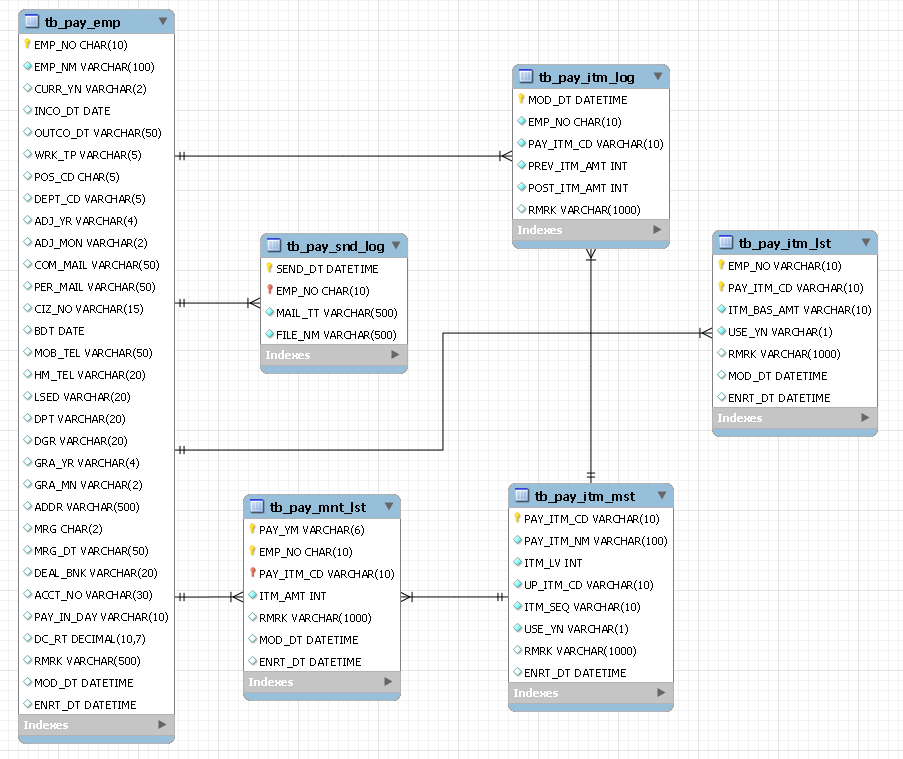 tb_pay_emp
EMP_NO CHAR(10)
EMP_NM VARCHAR(100)
CURR_YN VARCHAR(2)
INCO_DT DATE
OUTCO_DT VARCHAR(50)
WRK_TP VARCHAR(5)
POS_CD CHAR(5)
DEPT_CD VARCHAR(5)
ADJ_YR VARCHAR(4)
ADJ_MON VARCHAR(2)
COM_MAIL VARCHAR(50)
PER_MAIL VARCHAR(50)
CIZ_NO VARCHAR(15)
BDT DATE
MOB_TEL VARCHAR(50)
HM_TEL VARCHAR(20)
LSED VARCHAR(20)
DPT VARCHAR(20)
DGR VARCHAR(20)
GRA_YR VARCHAR(4)
GRA_MN VARCHAR(2)
ADDR VARCHAR(500)
MRG CHAR(2)
MRG_DT VARCHAR(50)
DEAL_BNK VARCHAR(20)
ACCT_NO VARCHAR(30)
PAY_IN_DAY VARCHAR(10)
DC_RT DECIMAL(10,7)
RMRK VARCHAR(500)
MOD_DT DATETIME
ENRT_DT DATETIME
Indexes
tb_pay_snd_log
SEND_DT DATETIME
EMP_NO CHAR(10)
MAIL_TT VARCHAR(500)
FILE_NM VARCHAR(500)
Indexes
tb_pay_mnt_lst
PAY_YM VARCHAR(6)
EMP_NO CHAR(10)
PAY_ITM_CD VARCHAR(10)
ITM_AMT INT
RMRK VARCHAR(1000)
MOD_DT DATETIME
ENRT_DT DATETIME
Indexes
tb_pay_itm_log
MOD_DT DATETIME
EMP_NO CHAR(10)
PAY_ITM_CD VARCHAR(10)
PREV_ITM_AMT INT
POST_ITM_AMT INT
RMRK VARCHAR(1000)
Indexes
tb_pay_itm_mst
PAY_ITM_CD VARCHAR(10)
PAY_ITM_NM VARCHAR(100)
ITM_LV INT
UP_ITM_CD VARCHAR(10)
ITM_SEQ VARCHAR(10)
USE_YN VARCHAR(1)
RMRK VARCHAR(1000)
ENRT_DT DATETIME
Indexes
tb_pay_itm_lst
EMP_NO VARCHAR(10)
PAY_ITM_CD VARCHAR(10)
ITM_BAS_AMT VARCHAR(10)
USE_YN VARCHAR(1)
RMRK VARCHAR(1000)
MOD_DT DATETIME
ENRT_DT DATETIME
Indexes